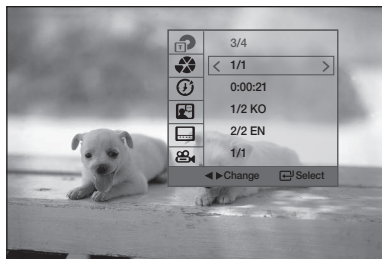 T
3/4
< 1/1 >
0:00:21
1/2 KO
2/2 EN
1/1
◄►Change Select